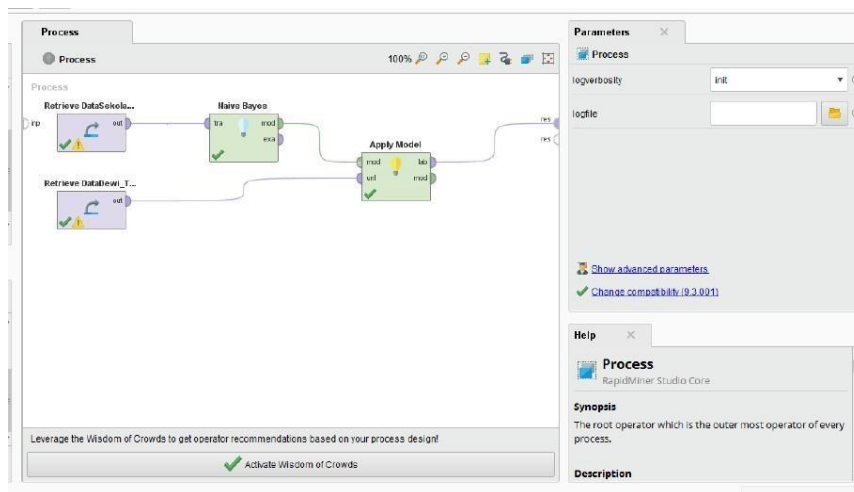 Process
Process
100%
Process
Retrieve DataSekola...
Naive Bayes
inp
out
tra
mod
exa
Apply Model
mod
lab
unl
mod
res
res
Retrieve DataDewi_T...
out
Leverage the Wisdom of Crowds to get operator recommendations based on your process design!
Activate Wisdom of Crowds
Parameters
Process
logverbosity
init
logfile
Show advanced parameters
Change compatibility (9.3.001)
Help
Process
RapidMiner Studio Core
Synopsis
The root operator which is the outer most operator of every
process.
Description